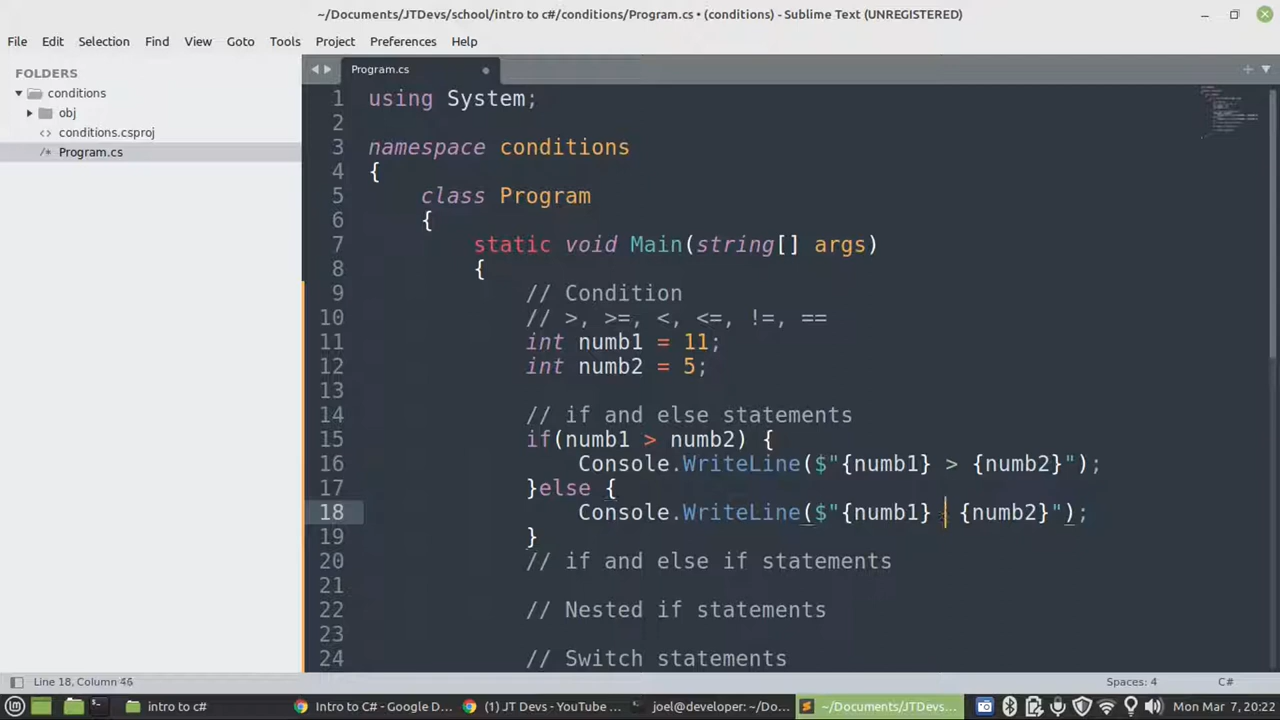 ~/Documents/JTDevs/school/intro to c#/conditions/Program.cs • (conditions) - Sublime Text (UNREGISTERED)
File Edit Selection Find View Goto Tools Project Preferences Help
FOLDERS
conditions
obj
<> conditions.csproj
/* Program.cs
Program.cs
1 using System;
2
3 namespace conditions
4 {
5 class Program
6 {
7 static void Main(string[] args)
8 {
9 // Condition
10 // >, >=, <, <=, !=, ==
11 int numb1 = 11;
12 int numb2 = 5;
13
14 // if and else statements
15 if(numb1 > numb2) {
16 Console.WriteLine($"{numb1} > {numb2}");
17 }else {
18 Console.WriteLine($"{numb1} {numb2}");
19 }
20 // if and else if statements
21
22 // Nested if statements
23
24 // Switch statements
Line 18, Column 46 Spaces: 4 C#
intro to c# Intro to C# - Google D... (1) JT Devs - YouTube ... joel@developer: ~/Do... ~/Documents/JTDevs... Mon Mar 7, 20:22